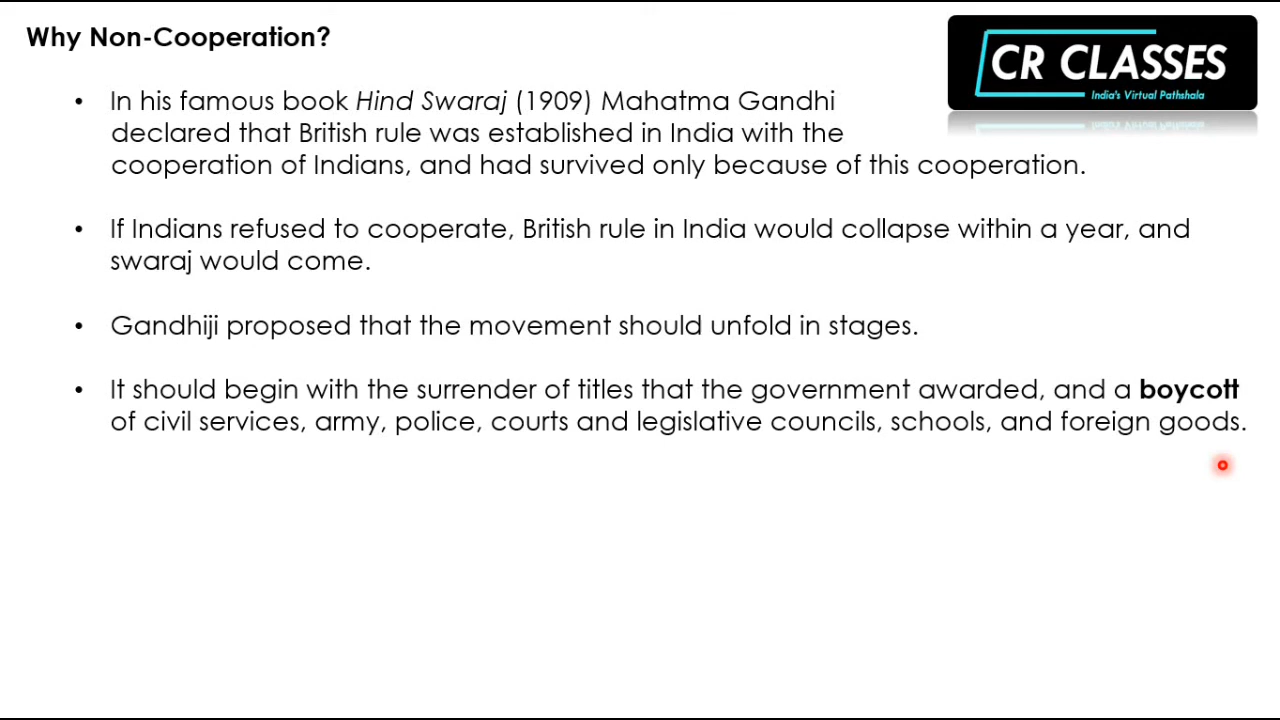 Why Non-Cooperation?
CR CLASSES
India's Virtual Pathshala
• In his famous book Hind Swaraj (1909) Mahatma Gandhi
declared that British rule was established in India with the
cooperation of Indians, and had survived only because of this cooperation.
• If Indians refused to cooperate, British rule in India would collapse within a year, and
swaraj would come.
• Gandhiji proposed that the movement should unfold in stages.
• It should begin with the surrender of titles that the government awarded, and a boycott
of civil services, army, police, courts and legislative councils, schools, and foreign goods.